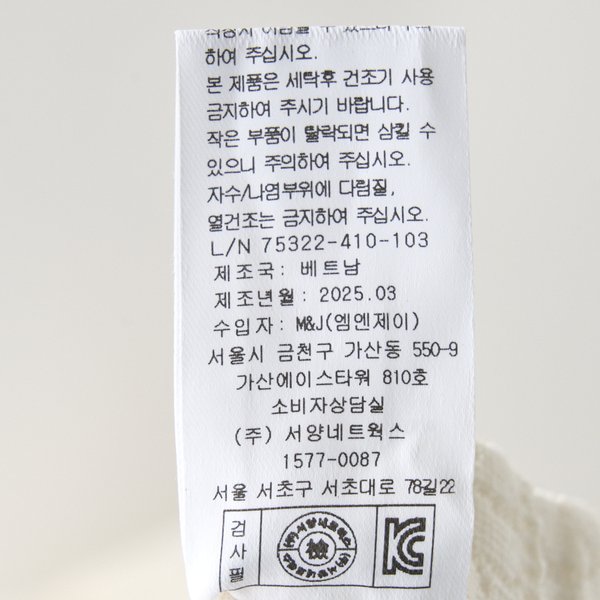 하여 주십시오.
본 제품은 세탁후 건조기 사용
금지하여 주시기 바랍니다.
작은 부품이 탈락되면 삼킬 수
있으니 주의하여 주십시오.
자수/나염부위에 다림질,
열건조는 금지하여 주십시오.
L/N 75322-410-103
제조국: 베트남
제조년월: 2025.03
수입자: M&J(엠엔제이)
서울시 금천구 가산동 550-9
가산에이스타워 810호
소비자상담실
(주) 서양네트웍스
1577-0087
서울 서초구 서초대로 78길22
검사필
檢
KC